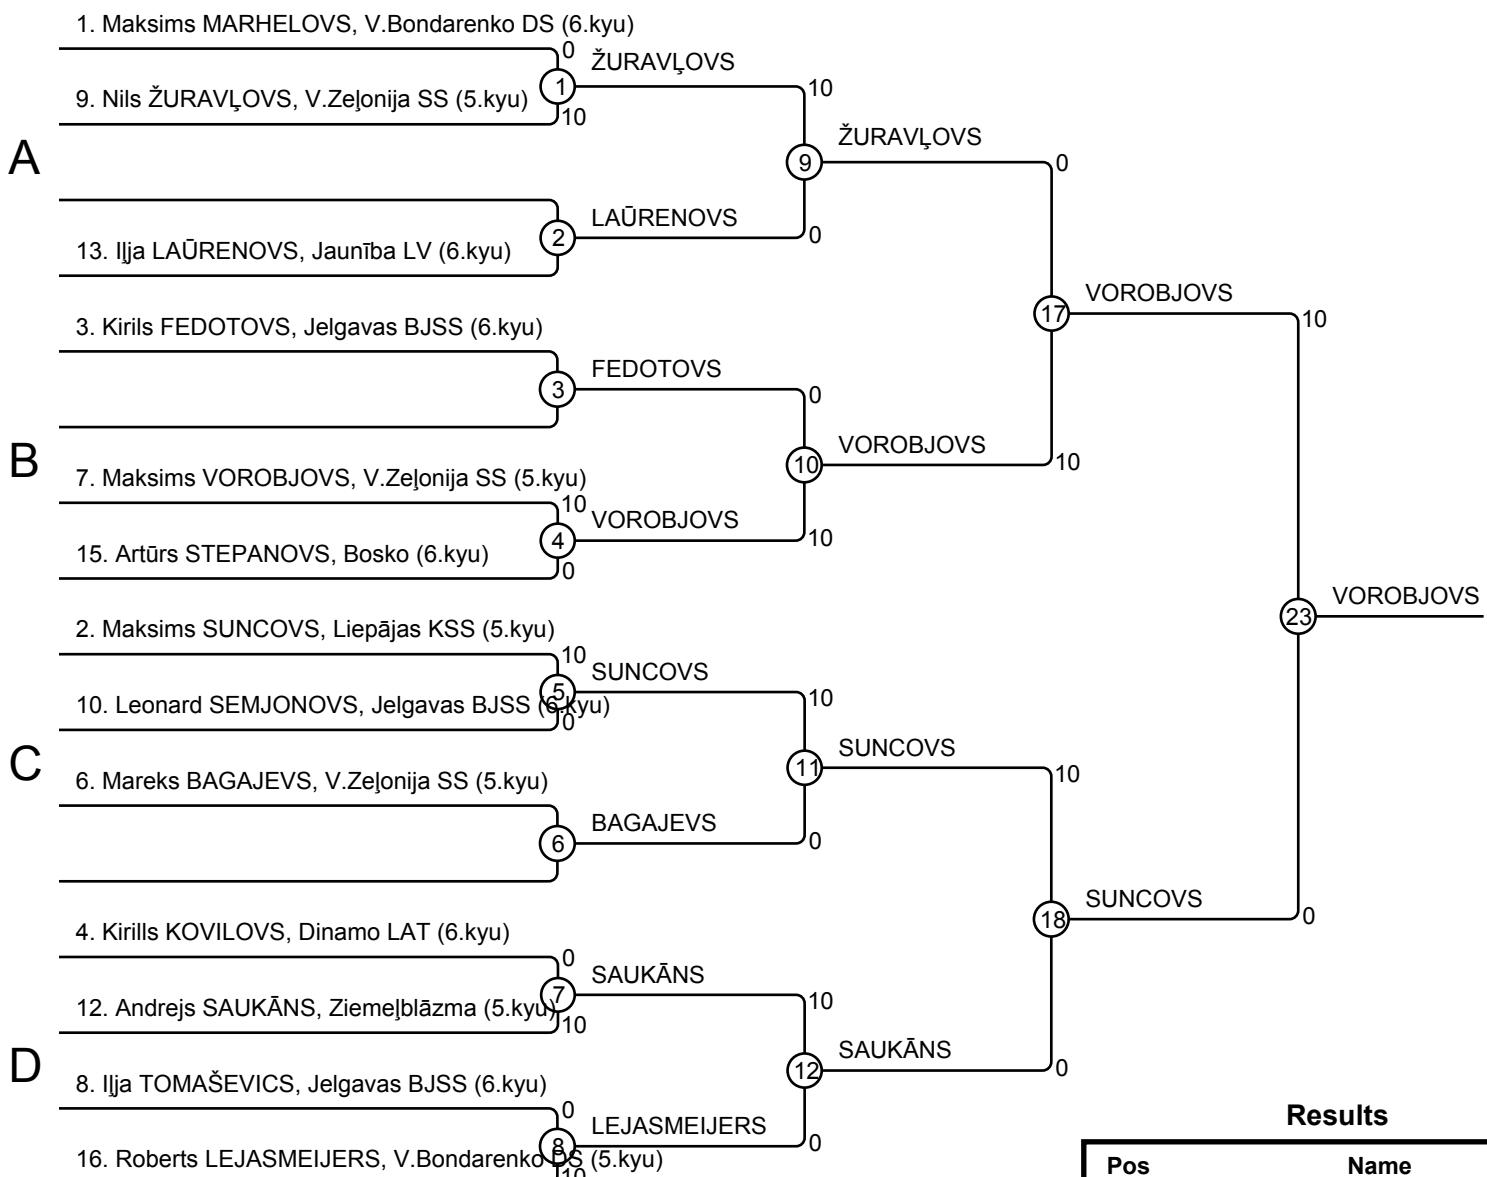 1. Maksims MARHELOVS, V.Bondarenko DS (6.kyu)
0
ŽURAVĻOVS
1
10
9. Nils ŽURAVĻOVS, V.Zeļonija SS (5.kyu)
10
A
ŽURAVĻOVS
9
0
LAŪRENOVS
2
0
13. Iļja LAŪRENOVS, Jaunība LV (6.kyu)
VOROBJOVS
17
10
3. Kirils FEDOTOVS, Jelgavas BJSS (6.kyu)
FEDOTOVS
3
0
B
VOROBJOVS
10
10
7. Maksims VOROBJOVS, V.Zeļonija SS (5.kyu)
10
VOROBJOVS
4
10
15. Artūrs STEPANOVS, Bosko (6.kyu)
0
VOROBJOVS
23
2. Maksims SUNCOVS, Liepājas KSS (5.kyu)
10
SUNCOVS
5
10
10. Leonard SEMJONOVS, Jelgavas BJSS (6.kyu)
0
C
SUNCOVS
11
10
6. Mareks BAGAJEVS, V.Zeļonija SS (5.kyu)
BAGAJEVS
6
0
SUNCOVS
18
0
4. Kirills KOVILOVS, Dinamo LAT (6.kyu)
0
SAUKĀNS
7
10
12. Andrejs SAUKĀNS, Ziemeļblāzma (5.kyu)
10
D
SAUKĀNS
12
0
8. Iļja TOMAŠEVICS, Jelgavas BJSS (6.kyu)
0
LEJASMEIJERS
8
0
16. Roberts LEJASMEIJERS, V.Bondarenko DS (5.kyu)
10
Results
Pos Name